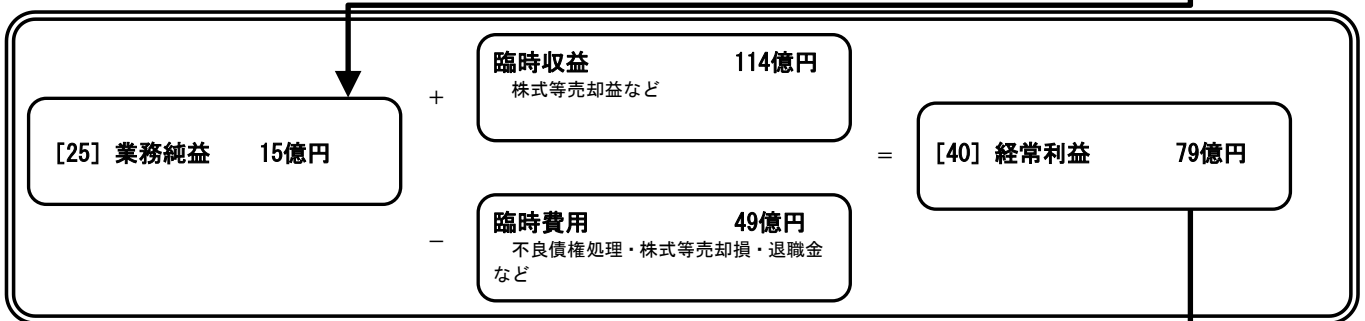 臨時収益 114億円
株式等売却益など
+
[25] 業務純益 15億円
=
[40] 経常利益 79億円
臨時費用 49億円
−
不良債権処理・株式等売却損・退職金
など